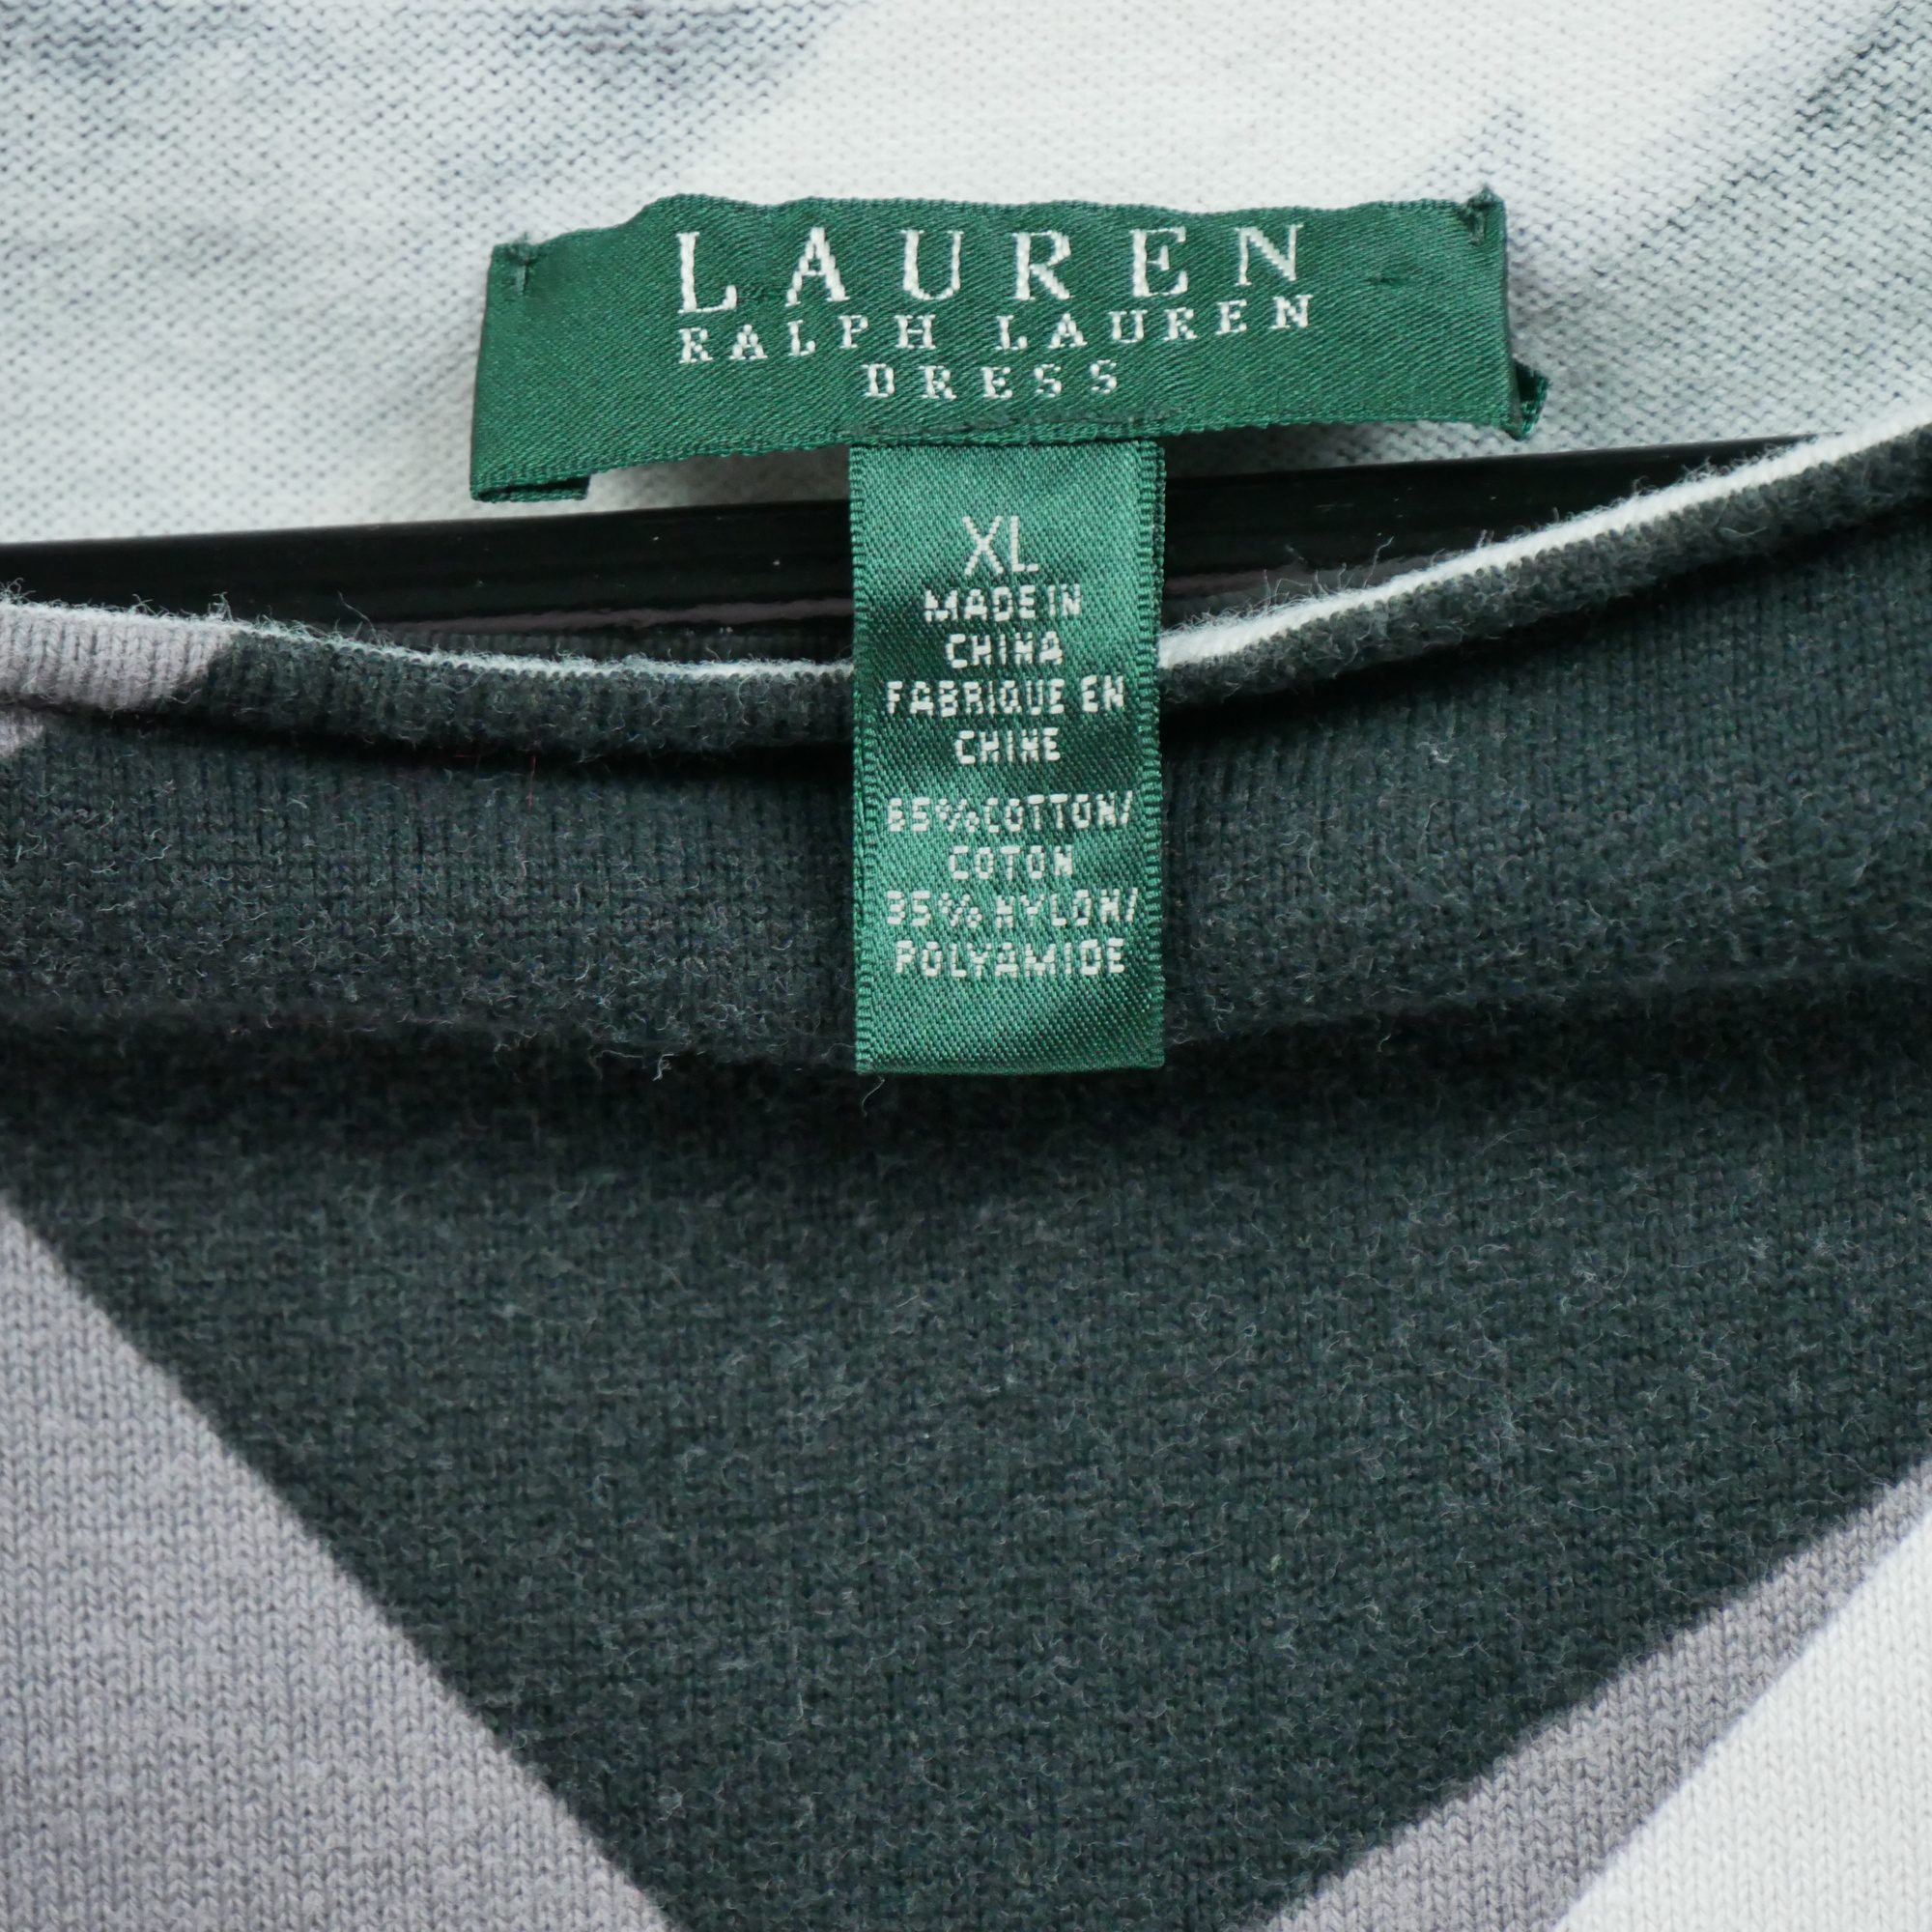 LAUREN
RALPH LAUREN
DRESS
XL
MADE IN
CHINA
FABRIQUE EN
CHINE
65% COTTON/
COTON
35% NYLON/
POLYAMIDE